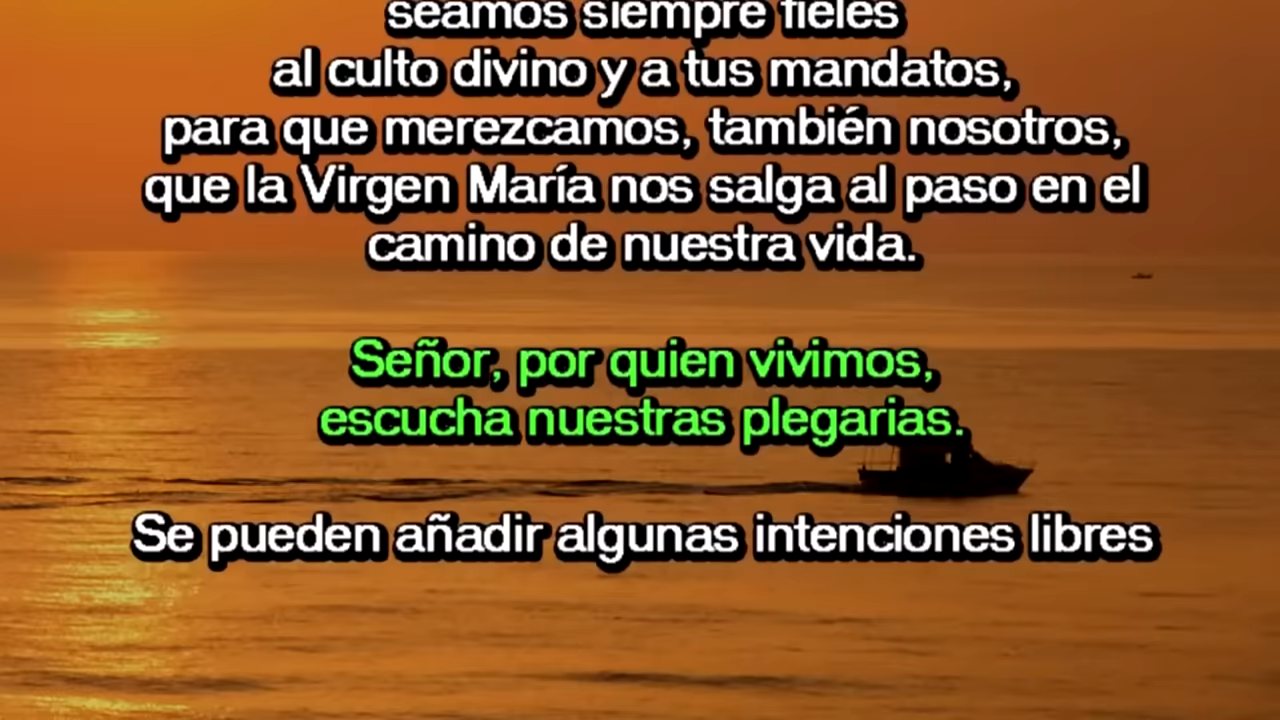 seamos siempre fieles
al culto divino y a tus mandatos,
para que merezcamos, también nosotros,
que la Virgen María nos salga al paso en el
camino de nuestra vida.
Señor, por quien vivimos,
escucha nuestras plegarias.
Se pueden añadir algunas intenciones libres